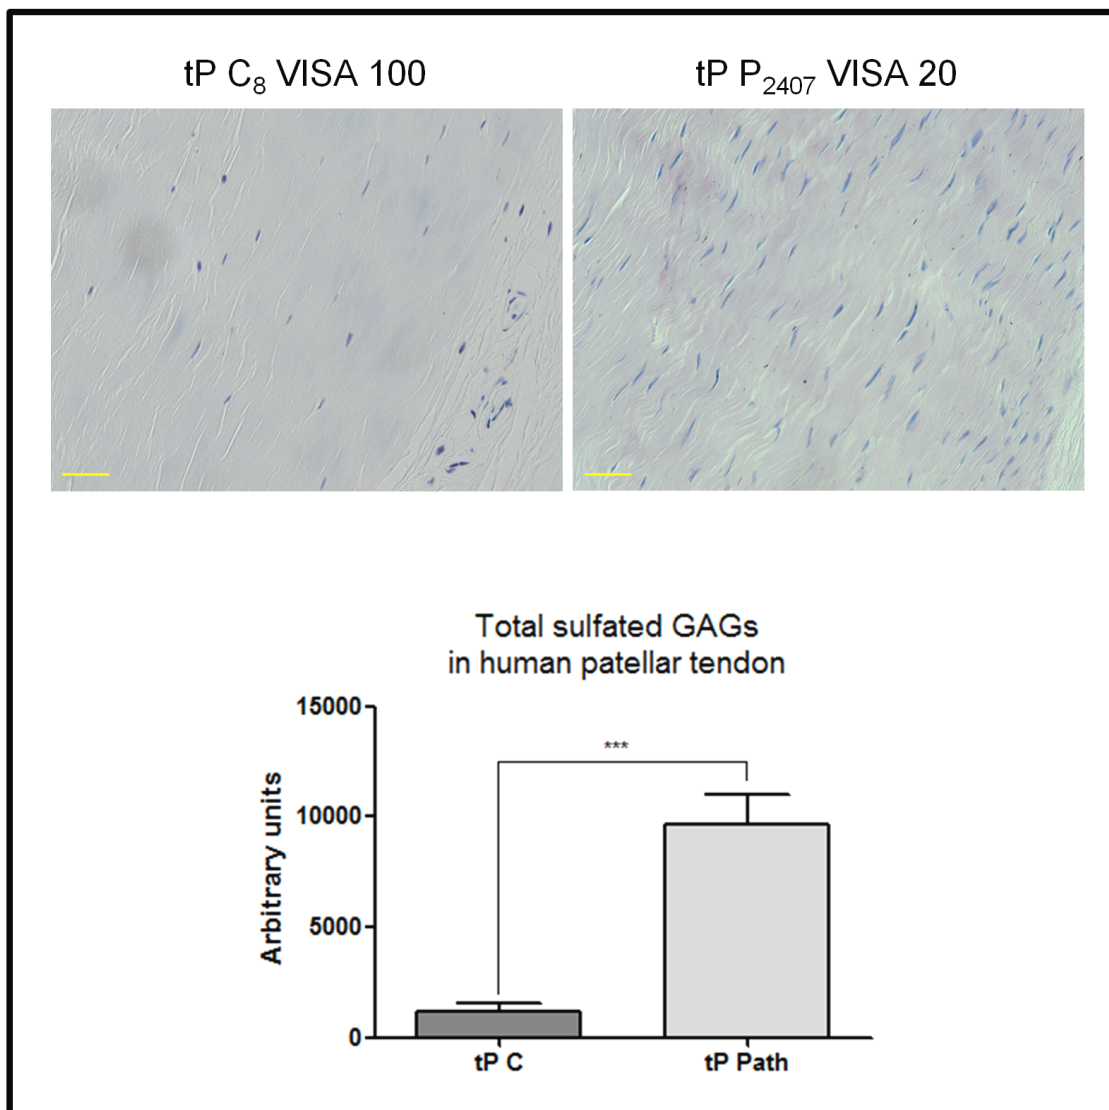 tP C₈ VISA 100
tP P₂₄₀₇ VISA 20
Total sulfated GAGs
in human patellar tendon
***
15000
10000
5000
0
Arbitrary units
tP C
tP Path